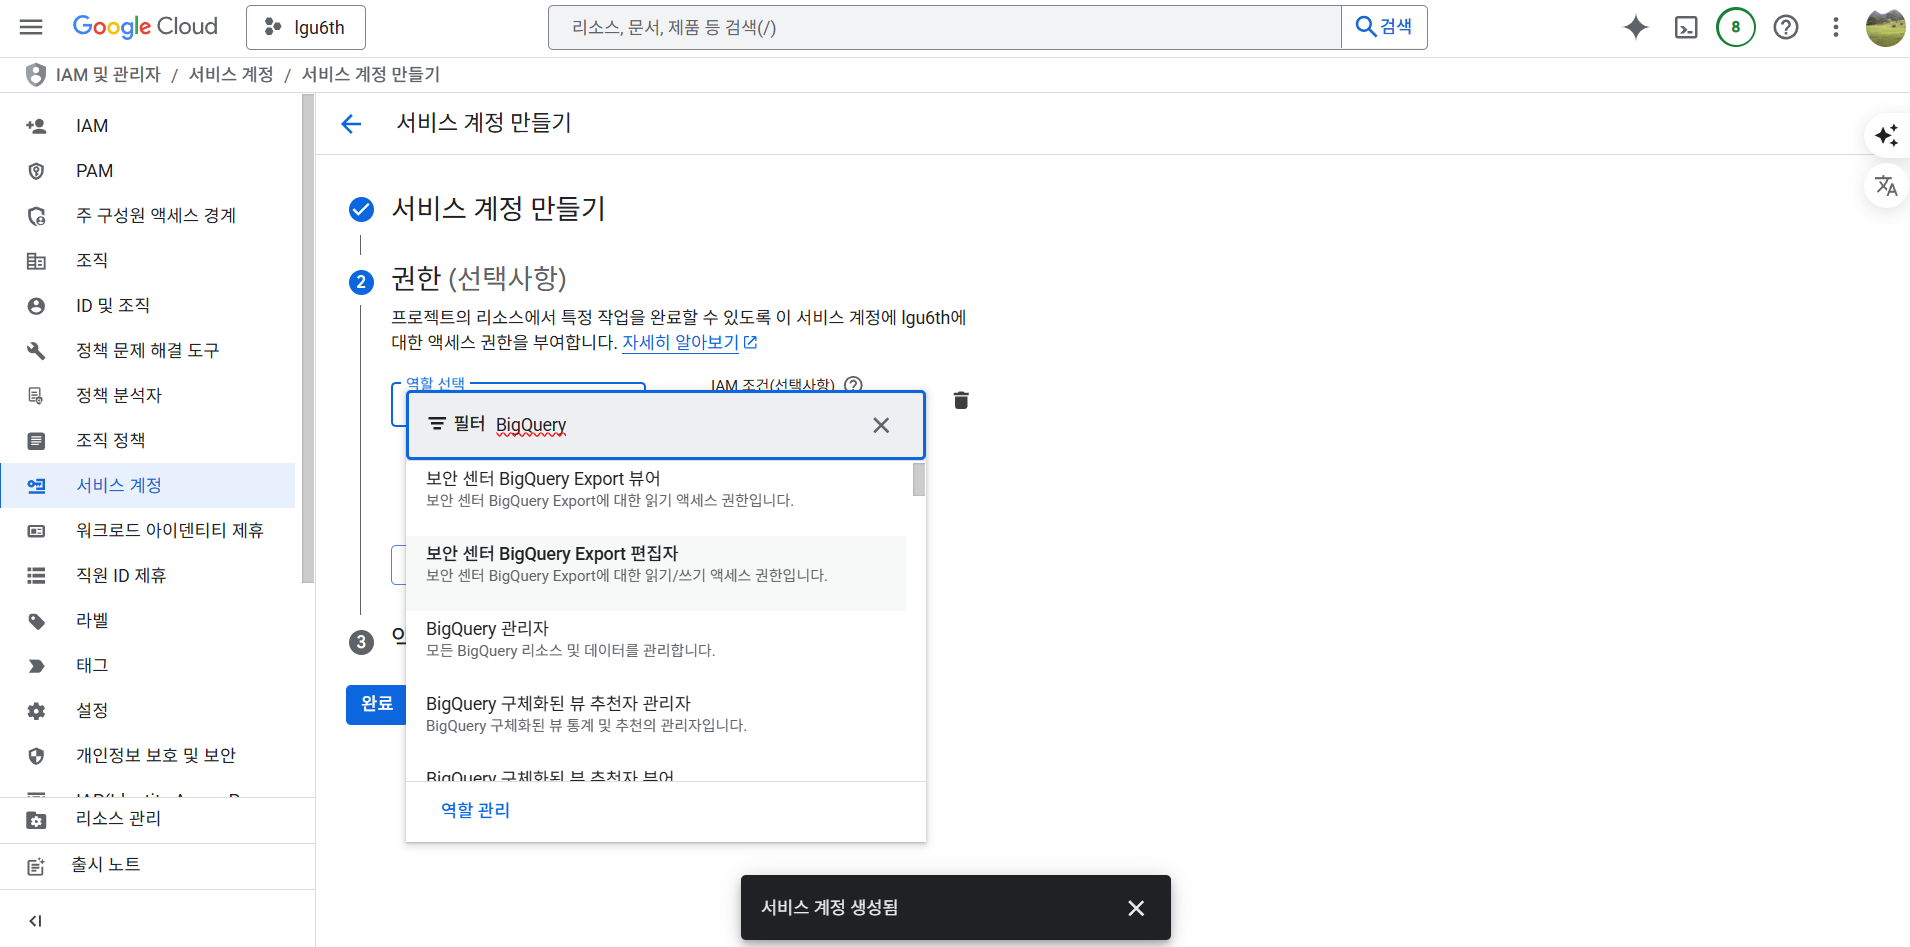 Google Cloud
lgu6th
리소스, 문서, 제품 등 검색(/)
검색
8
IAM 및 관리자 / 서비스 계정 / 서비스 계정 만들기
IAM
PAM
주 구성원 액세스 경계
조직
ID 및 조직
정책 문제 해결 도구
정책 분석자
조직 정책
서비스 계정
워크로드 아이덴티티 제휴
직원 ID 제휴
라벨
태그
설정
개인정보 보호 및 보안
리소스 관리
출시 노트
서비스 계정 만들기
서비스 계정 만들기
2 권한 (선택사항)
프로젝트의 리소스에서 특정 작업을 완료할 수 있도록 이 서비스 계정에 lgu6th에
대한 액세스 권한을 부여합니다. 자세히 알아보기
역할 선택
IAM 조건(선택사항)
필터 BigQuery
보안 센터 BigQuery Export 뷰어
보안 센터 BigQuery Export에 대한 읽기 액세스 권한입니다.
보안 센터 BigQuery Export 편집자
보안 센터 BigQuery Export에 대한 읽기/쓰기 액세스 권한입니다.
BigQuery 관리자
모든 BigQuery 리소스 및 데이터를 관리합니다.
BigQuery 구체화된 뷰 추천자 관리자
BigQuery 구체화된 뷰 통계 및 추천의 관리자입니다.
BigQuery 구체화된 뷰 추천자 뷰어
역할 관리
3
완료
서비스 계정 생성됨